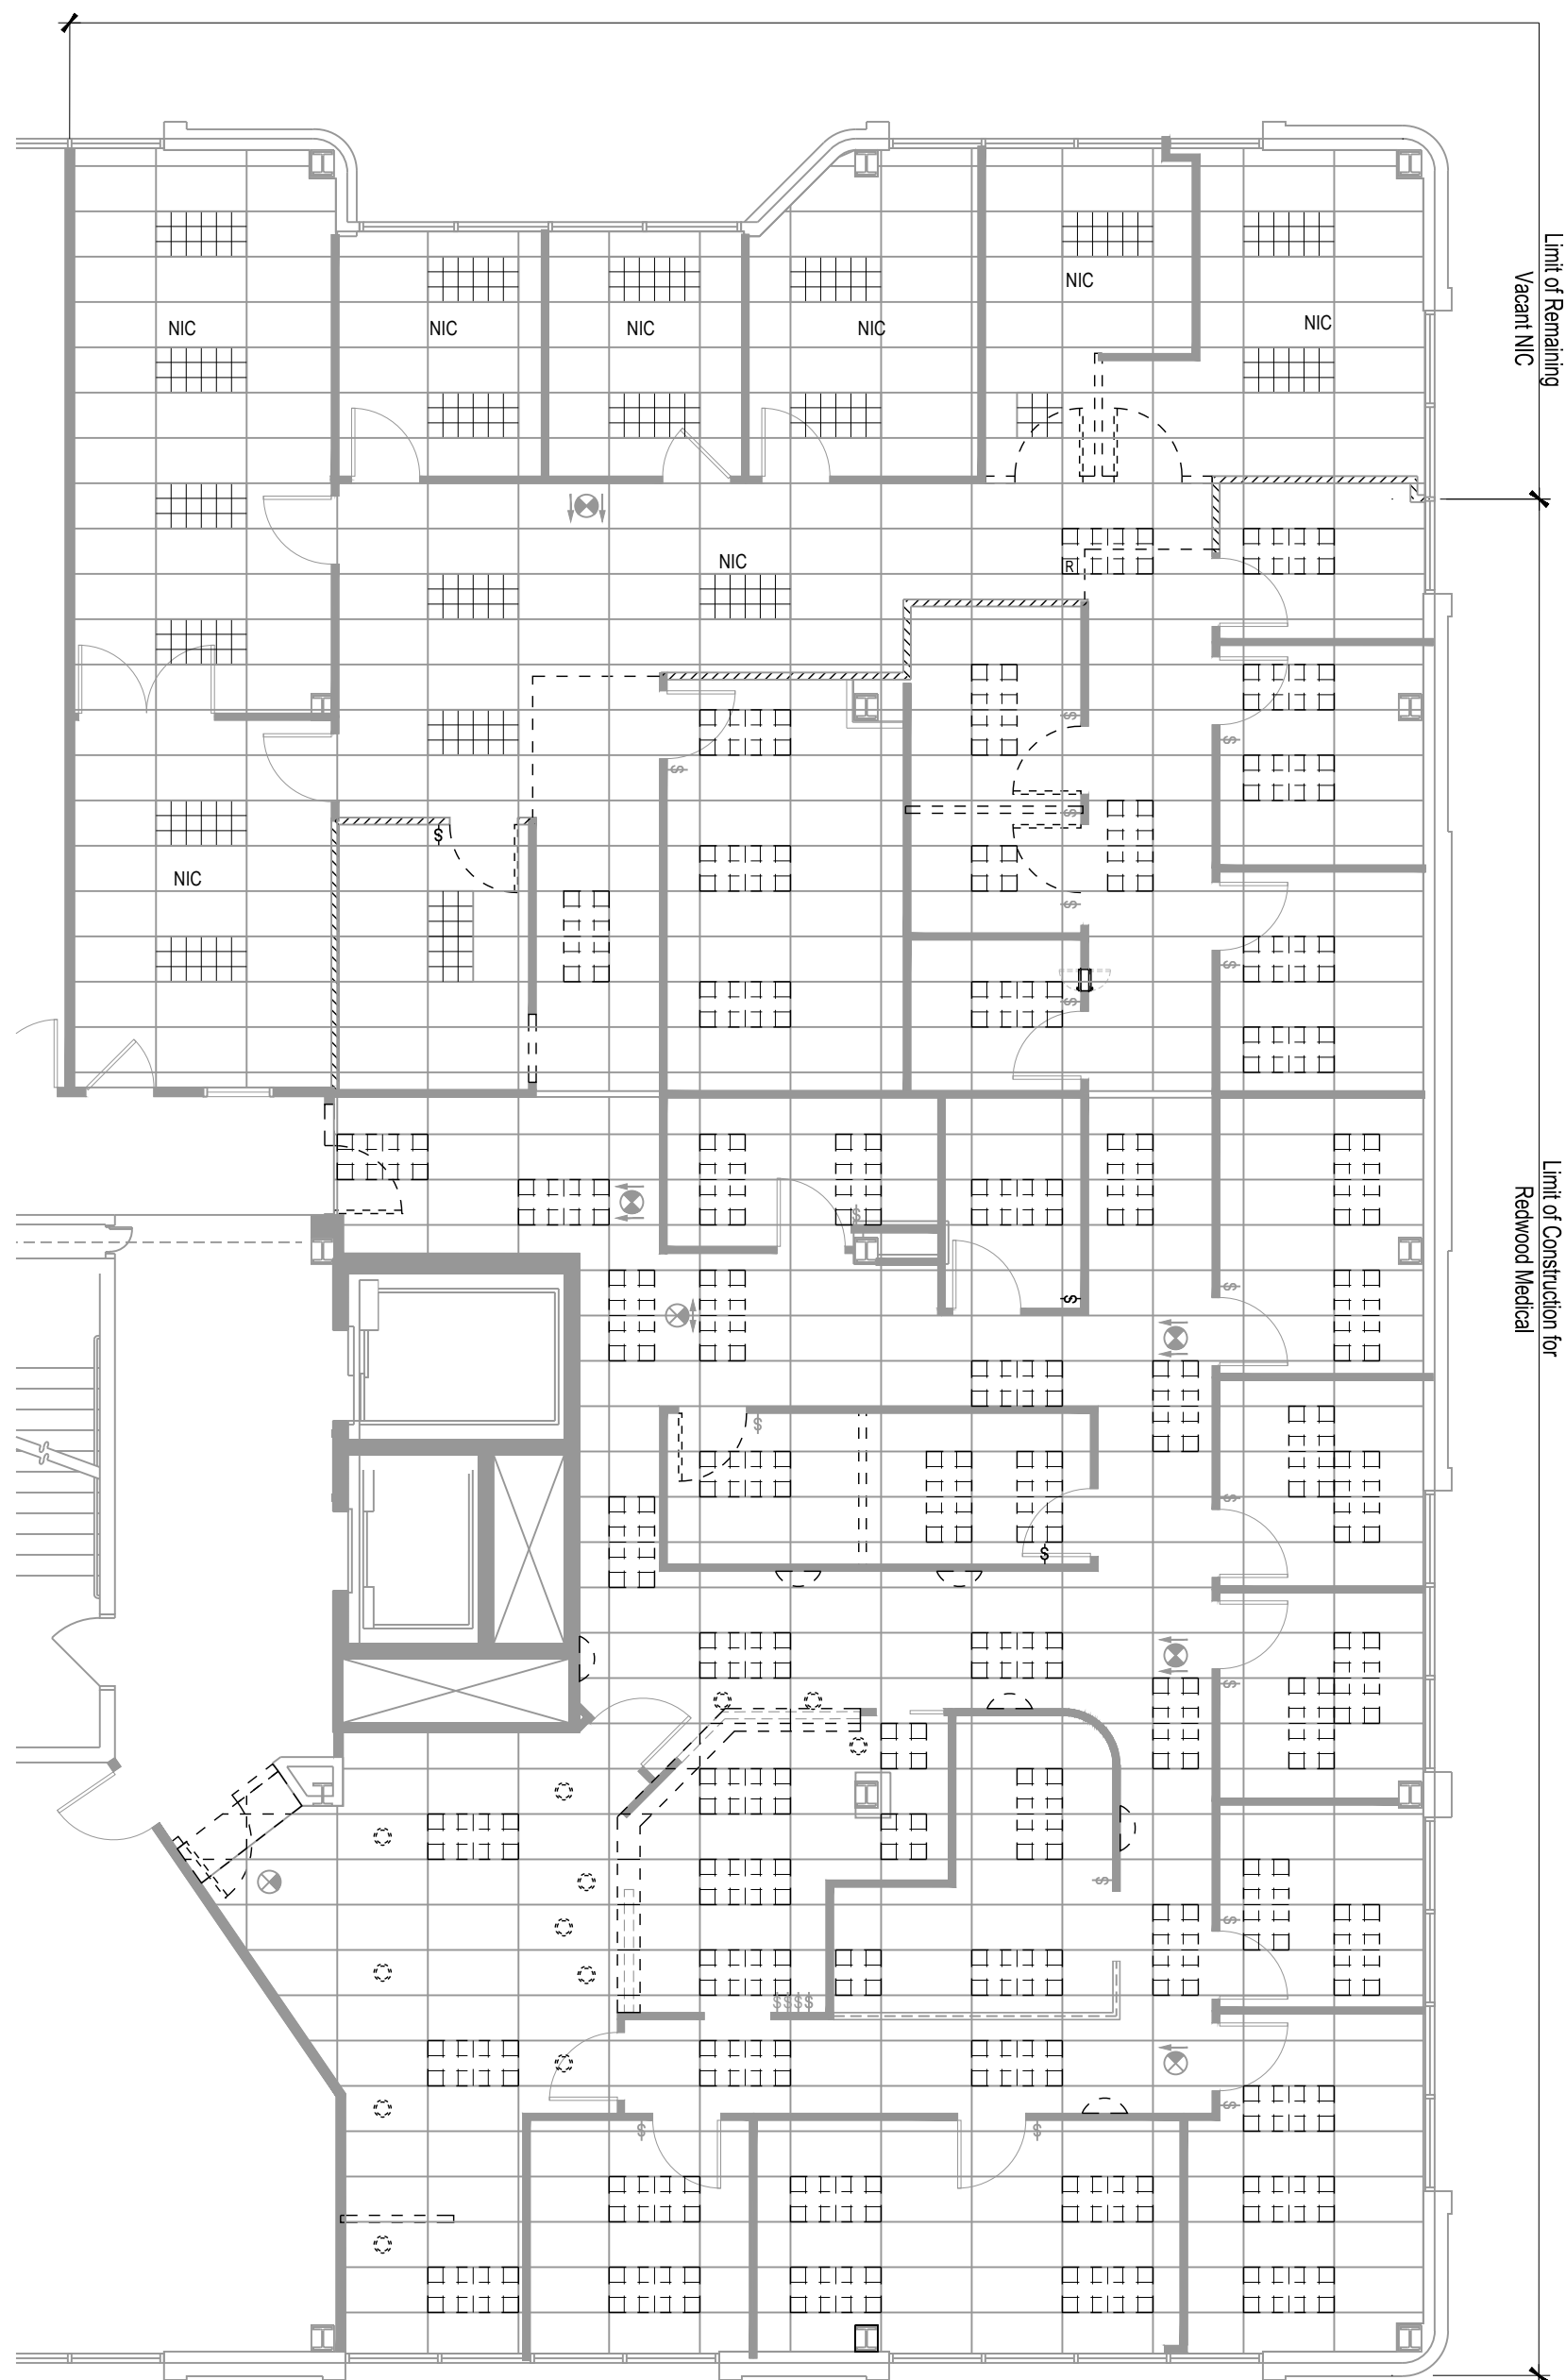 Limit of Remaining
Vacant NIC
NIC
NIC
NIC
NIC
NIC
NIC
NIC
R
$
$
$
$
NIC
$
$
$
$
Limit of Construction for
Redwood Medical
$
$
$
$
$
$
$
$
$
$$$$
$
$
$